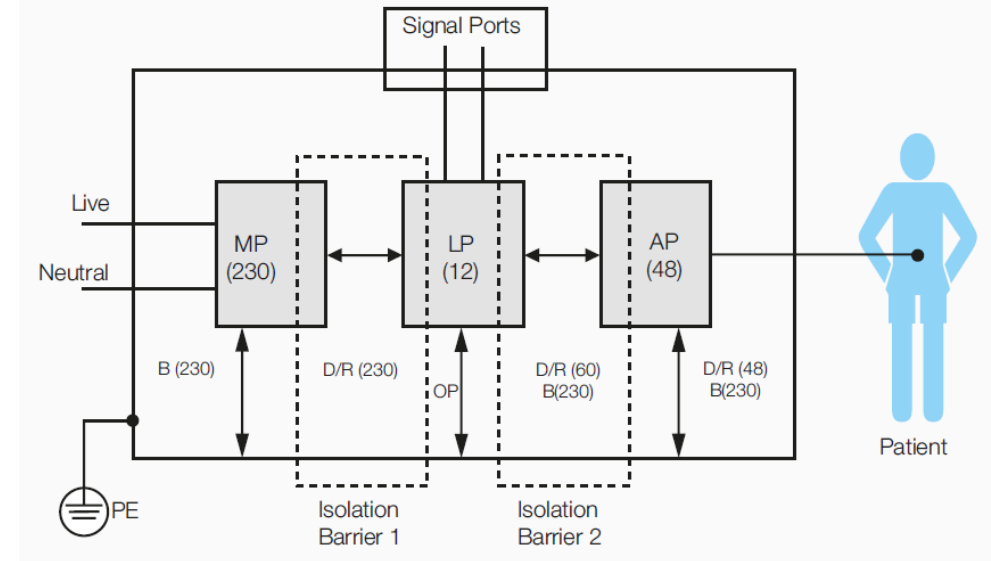 Signal Ports
Live
Neutral
MP
(230)
LP
(12)
AP
(48)
B (230)
D/R (230)
OP
D/R (60)
B(230)
D/R (48)
B(230)
Patient
PE
Isolation
Barrier 1
Isolation
Barrier 2